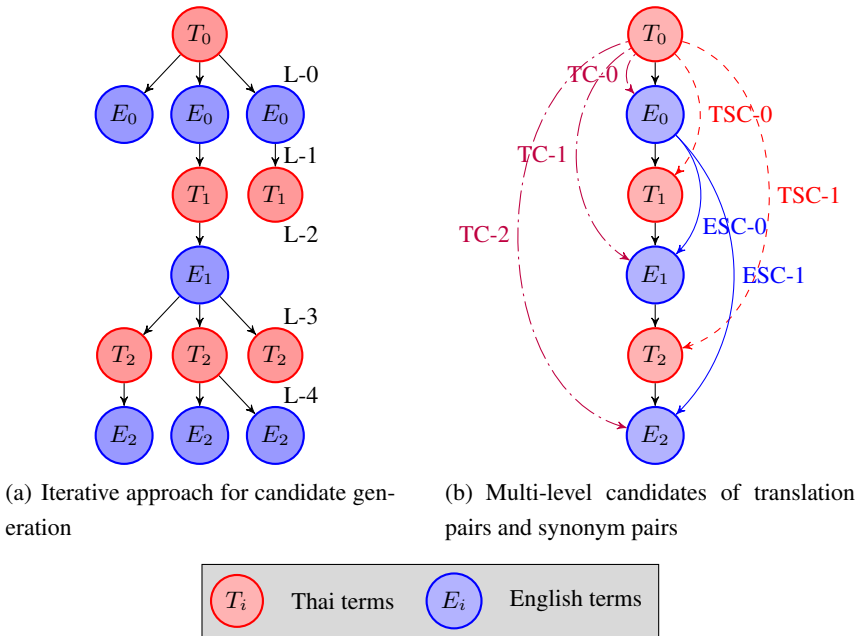 T0
L-0
E0 E0 E0
L-1
T1 T1
L-2
E1
L-3
T2 T2 T2
L-4
E2 E2 E2
(a) Iterative approach for candidate gen-
eration
T0
TC-0
E0
TSC-0
TC-1
T1
TSC-1
TC-2
ESC-0
E1
ESC-1
T2
E2
(b) Multi-level candidates of translation
pairs and synonym pairs
Ti Thai terms Ei English terms